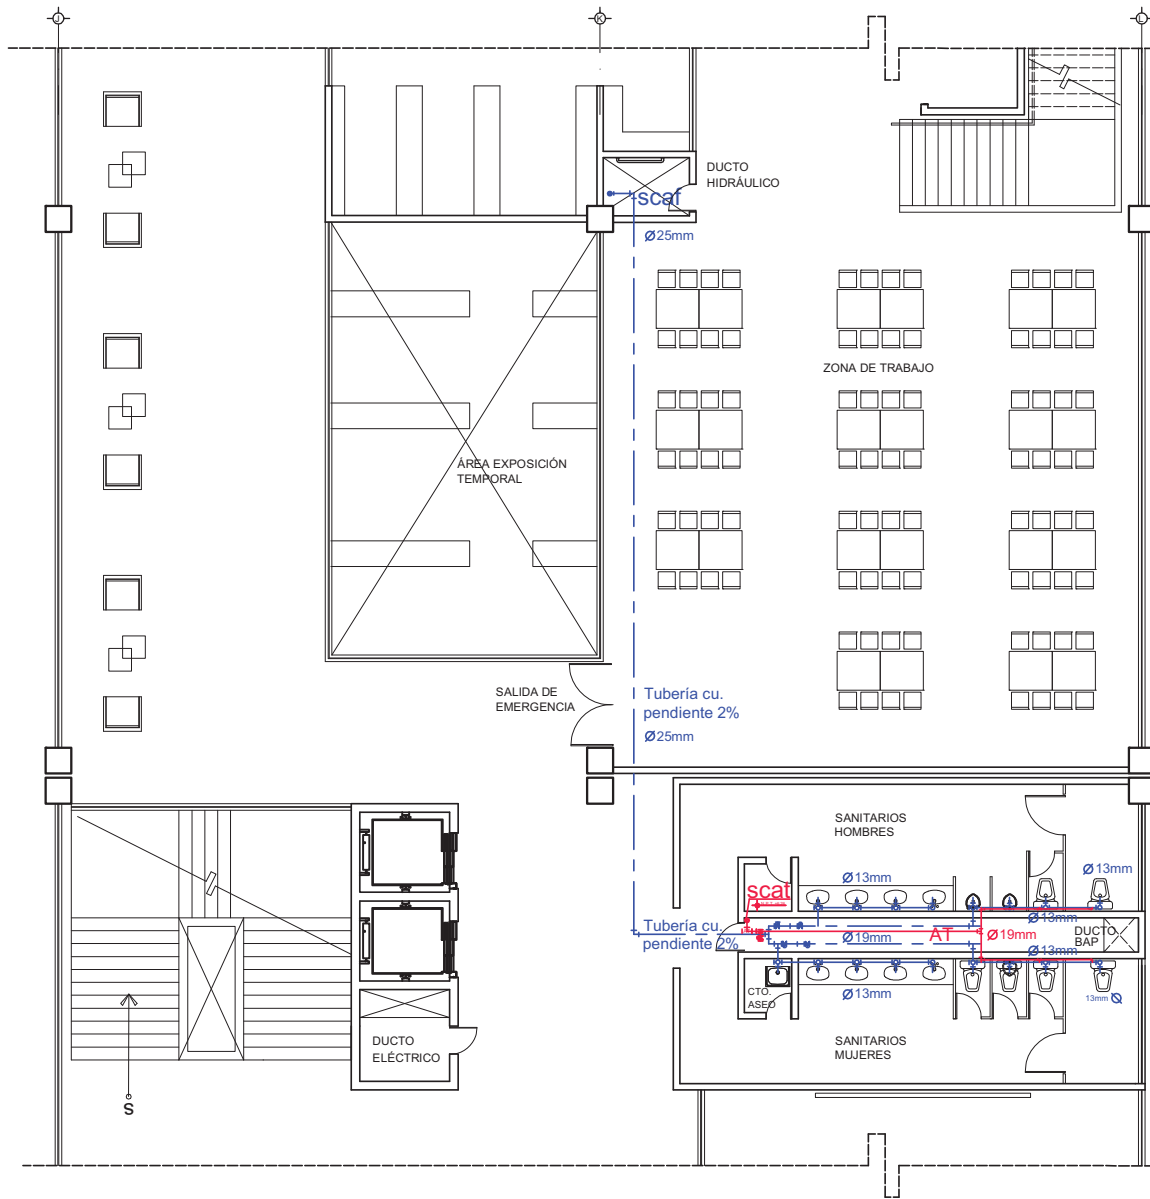 J
K
L
DUCTO
HIDRÁULICO
scaf
Ø25mm
ZONA DE TRABAJO
ÁREA EXPOSICIÓN
TEMPORAL
SALIDA DE
EMERGENCIA
Tubería cu.
pendiente 2%
Ø25mm
SANITARIOS
HOMBRES
scat
Ø13mm
Ø13mm
Ø13mm
Tubería cu.
pendiente 2%
Ø19mm
AT
Ø19mm
DUCTO
BAP
Ø13mm
CTO.
ASEO
Ø13mm
13mm Ø
SANITARIOS
MUJERES
DUCTO
ELÉCTRICO
S